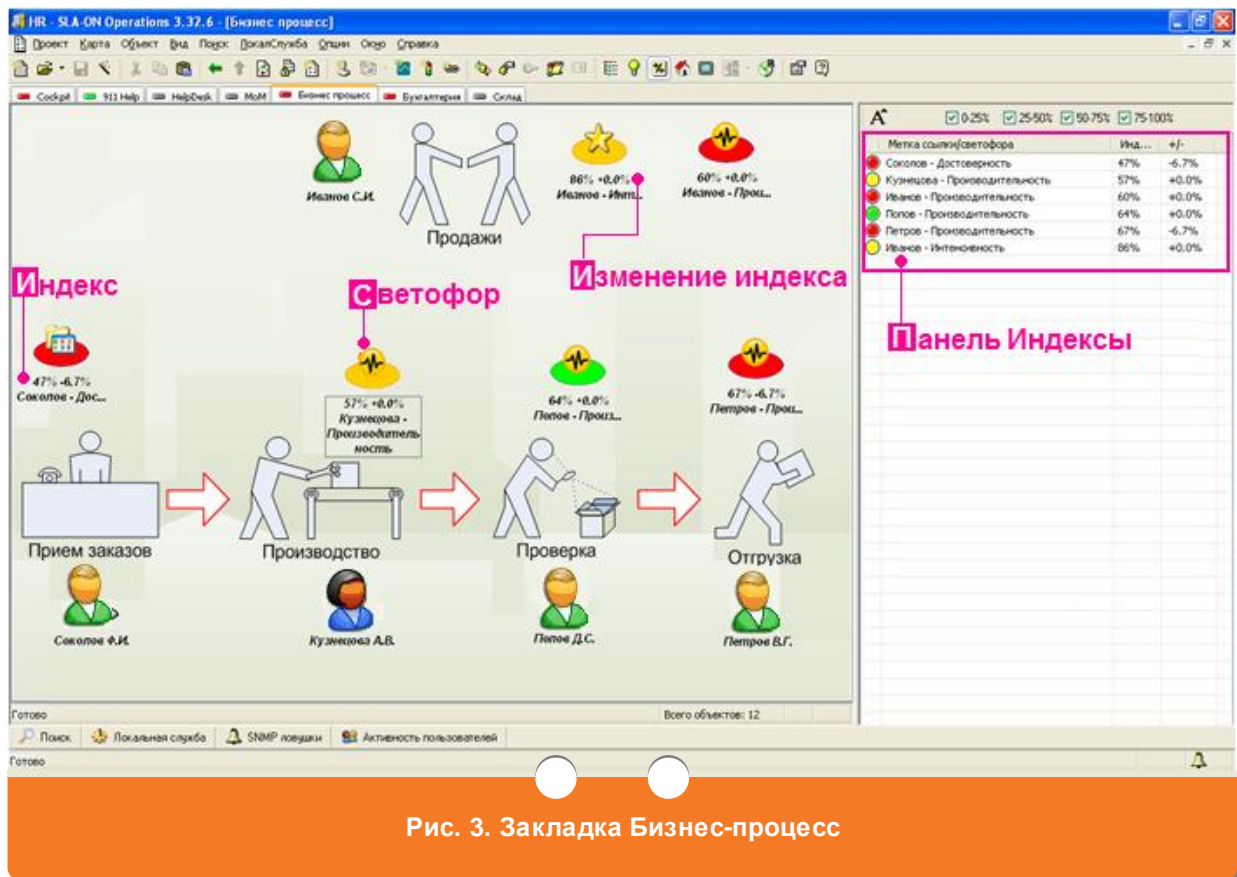 HR - SLA-ON Operations 3.32.6 - [Бизнес процесс]
Проект Карта Объект Вид Поиск ЛокалСлужба Опции Окно Справка
Cockpit 911 Help HelpDesk MoM Бизнес процесс Бухгалтерия Склад
0-25% 25-50% 50-75% 75-100%
Метка ссылки/светофора Инд... +/-
Соколов - Достоверность 47% -6.7%
Кузнецова - Производительность 57% +0.0%
Иванов - Производительность 60% +0.0%
Попов - Производительность 64% +0.0%
Петров - Производительность 67% -6.7%
Иванов - Интенсивность 86% +0.0%
Панель Индексы
Иванов С.И.
Продажи
86% +0.0%
Иванов - Инт...
60% +0.0%
Иванов - Прои...
Индекс
Светофор
Изменение индекса
47% -6.7%
Соколов - Дос...
57% +0.0%
Кузнецова -
Производитель
ность
64% +0.0%
Попов - Произ...
67% -6.7%
Петров - Прои...
Прием заказов
Производство
Проверка
Отгрузка
Соколов Ф.И.
Кузнецова А.В.
Попов Д.С.
Петров В.Г.
Готово Всего объектов: 12
Поиск Локальная служба SNMP ловушки Активность пользователей
Готово
Рис. 3. Закладка Бизнес-процесс